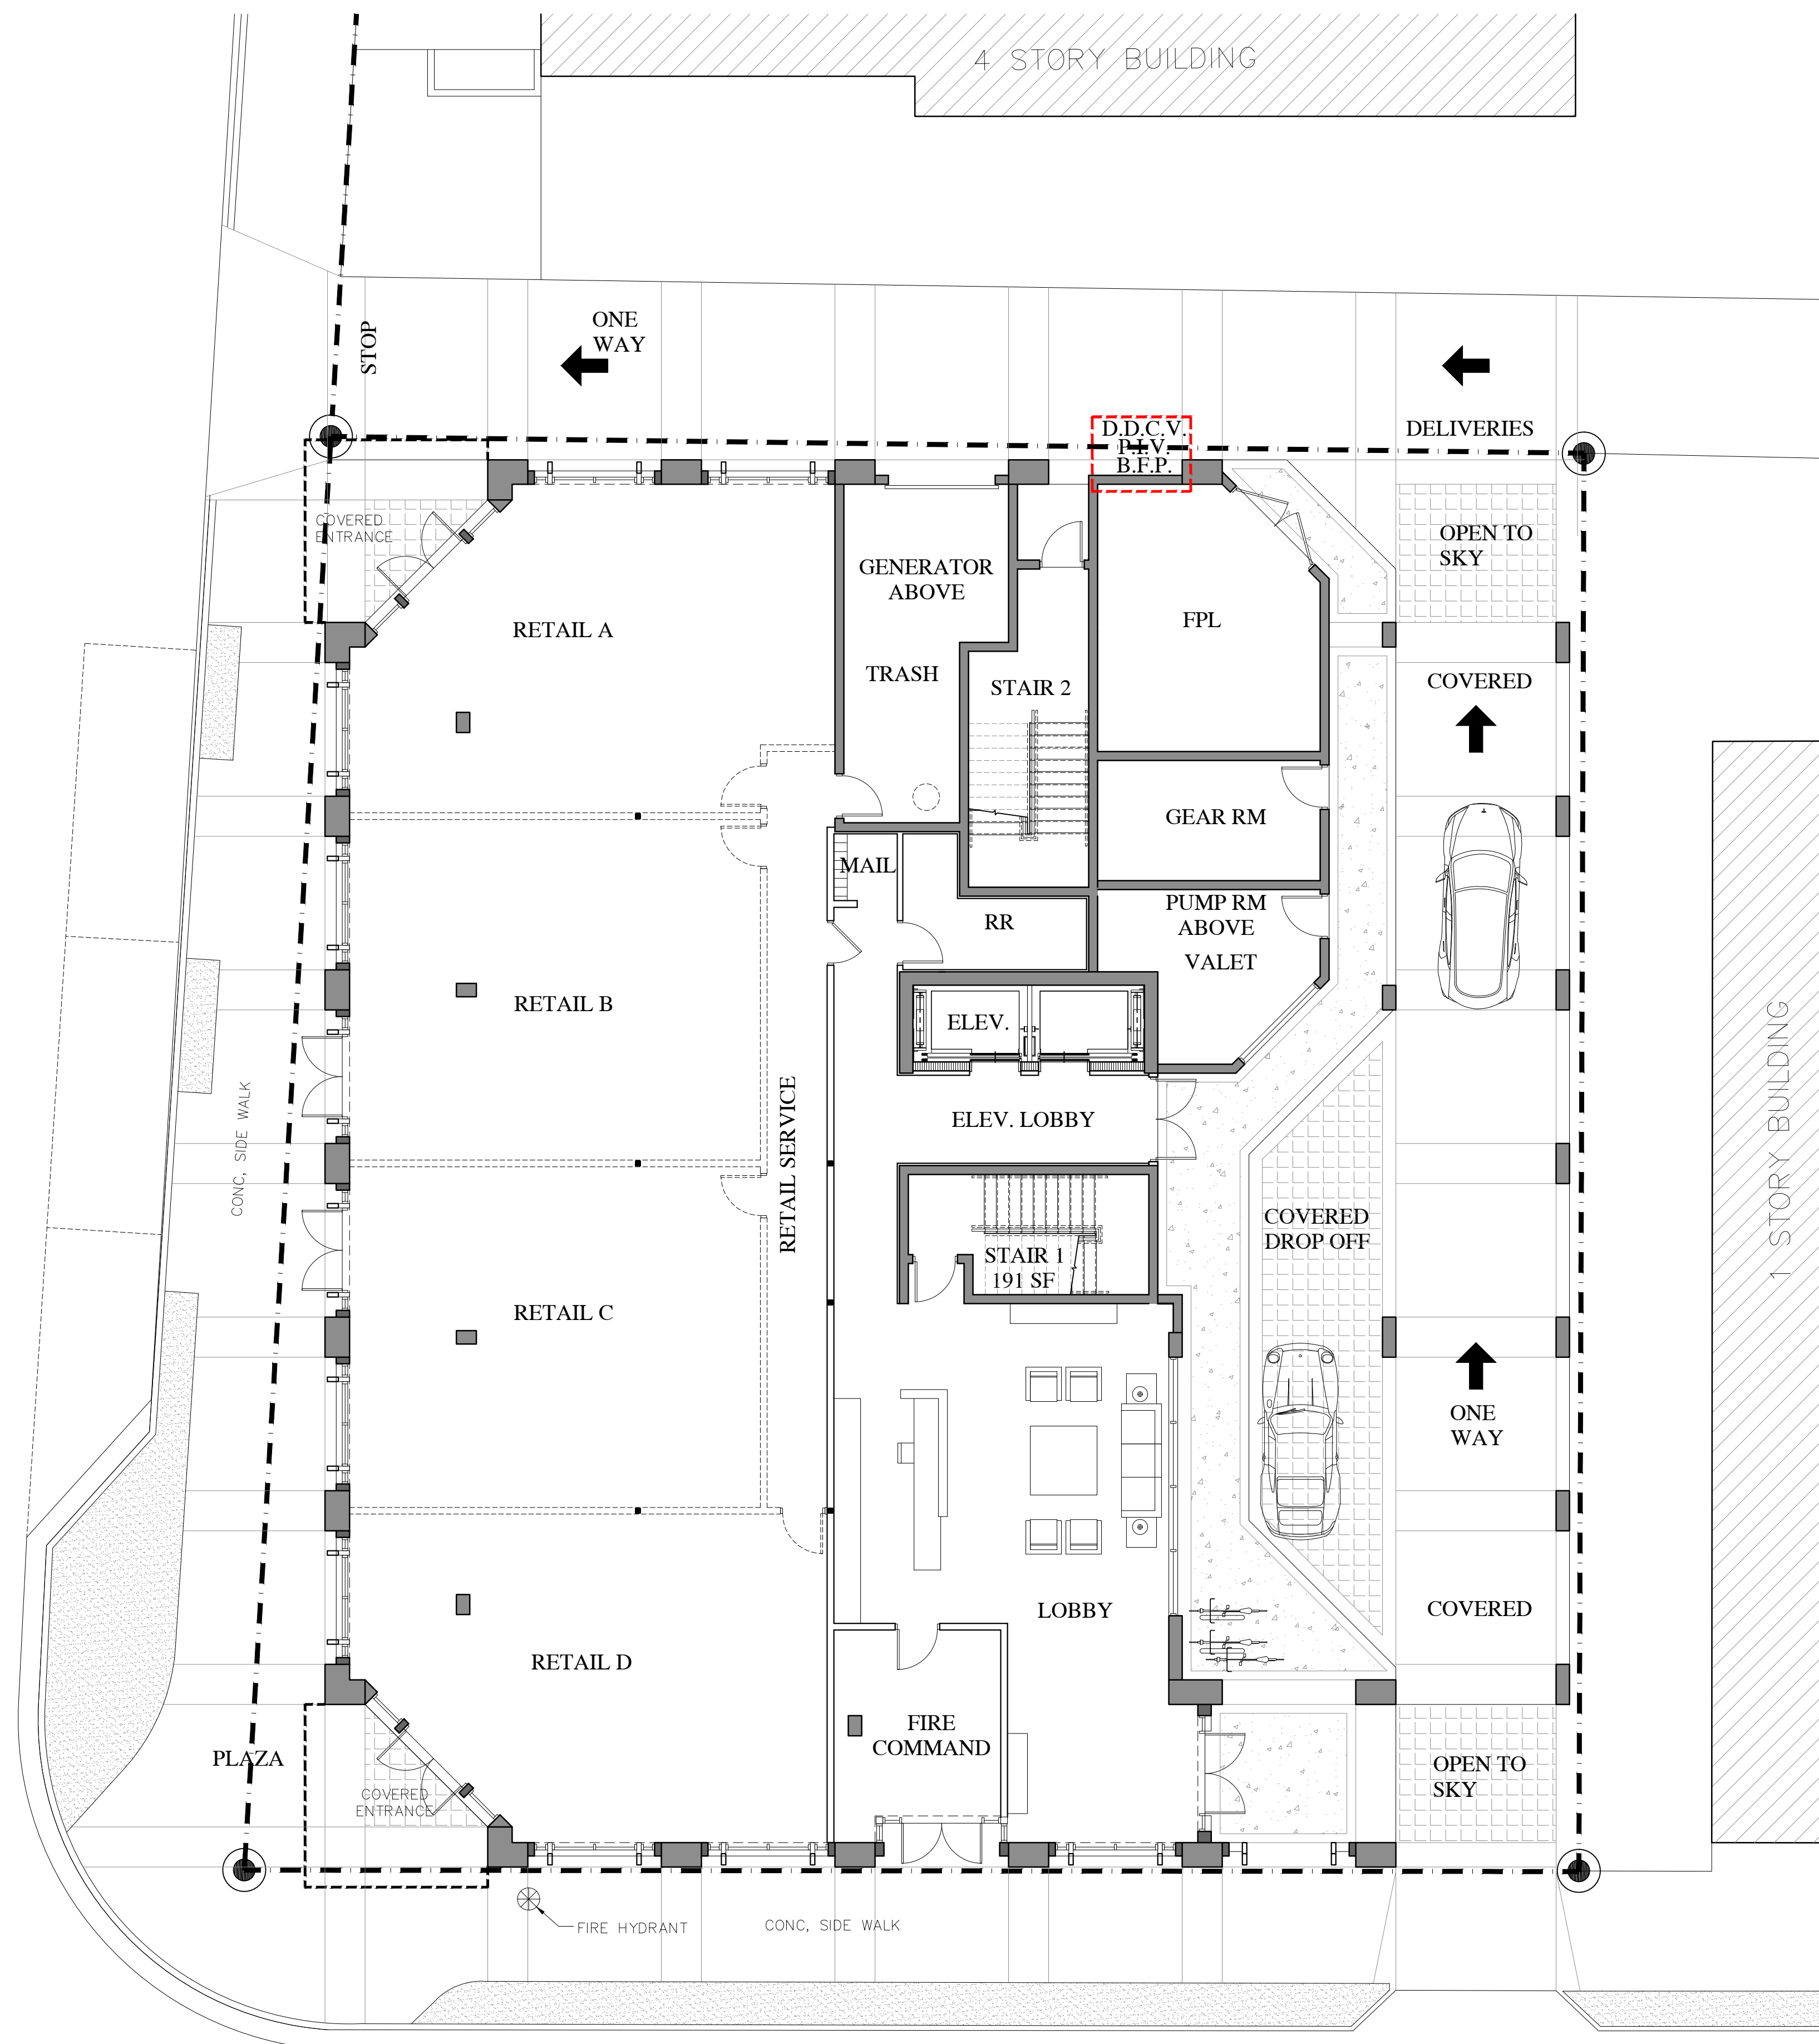 4 STORY BUILDING
ONE
WAY
STOP
D.D.C.V.
P.I.V.
B.F.P.
DELIVERIES
COVERED
ENTRANCE
OPEN TO
SKY
GENERATOR
ABOVE
RETAIL A
FPL
TRASH
STAIR 2
COVERED
GEAR RM
MAIL
PUMP RM
ABOVE
RR
VALET
RETAIL B
ELEV.
1 STORY BUILDING
CONC, SIDE WALK
RETAIL SERVICE
ELEV. LOBBY
COVERED
DROP OFF
STAIR 1
191 SF
RETAIL C
ONE
WAY
LOBBY
COVERED
RETAIL D
FIRE
COMMAND
PLAZA
OPEN TO
SKY
COVERED
ENTRANCE
FIRE HYDRANT
CONC, SIDE WALK